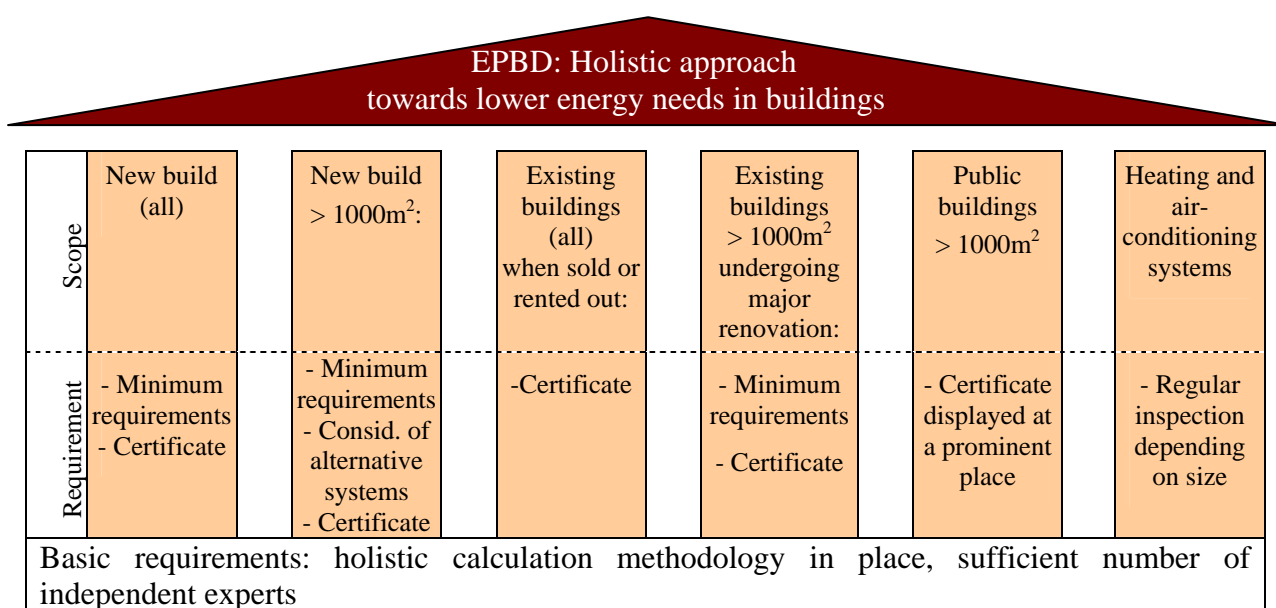 EPBD: Holistic approach
towards lower energy needs in buildings
Scope
New build
(all)
New build
> 1000m²:
Existing
buildings
(all)
when sold or
rented out:
Existing
buildings
> 1000m²
undergoing
major
renovation:
Public
buildings
> 1000m²
Heating and
air-
conditioning
systems
Requirement
- Minimum
requirements
- Certificate
- Minimum
requirements
- Consid. of
alternative
systems
- Certificate
-Certificate
- Minimum
requirements
- Certificate
- Certificate
displayed at
a prominent
place
- Regular
inspection
depending
on size
Basic requirements: holistic calculation methodology in place, sufficient number of
independent experts